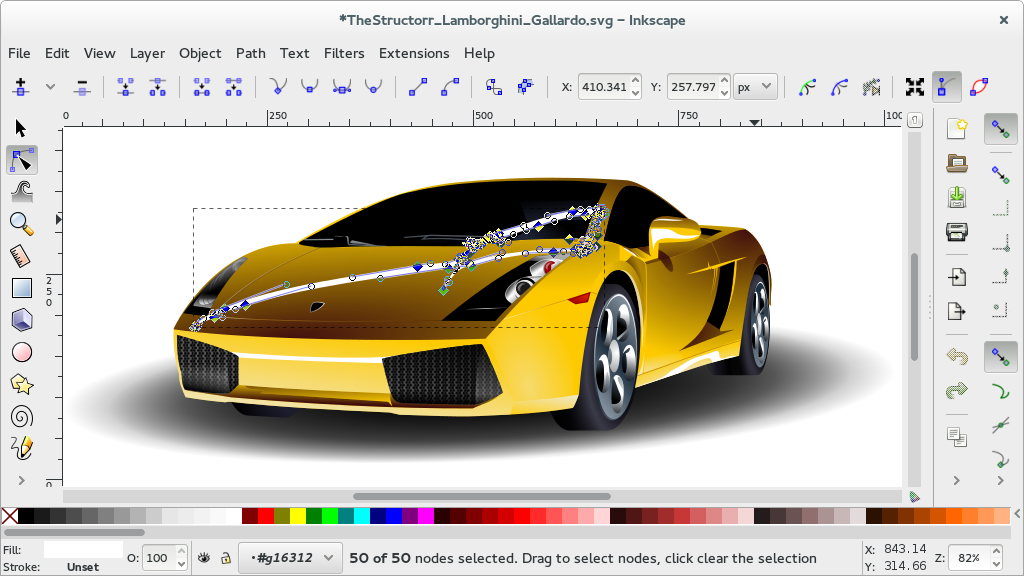 *TheStructorr_Lamborghini_Gallardo.svg – Inkscape
File Edit View Layer Object Path Text Filters Extensions Help
X: 410.341 Y: 257.797 px
0 250 500 750 100
250
0
Fill: O: 100 •#g16312 50 of 50 nodes selected. Drag to select nodes, click clear the selection X: 843.14 Z: 82%
Stroke: Unset Y: 314.66